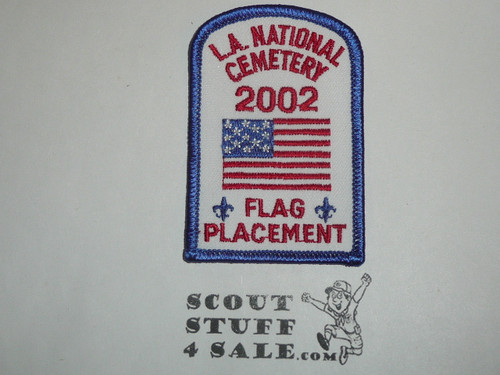 L.A. NATIONAL
CEMETERY
2002
FLAG
PLACEMENT
SCOUT
STUFF
4 SALE.COM